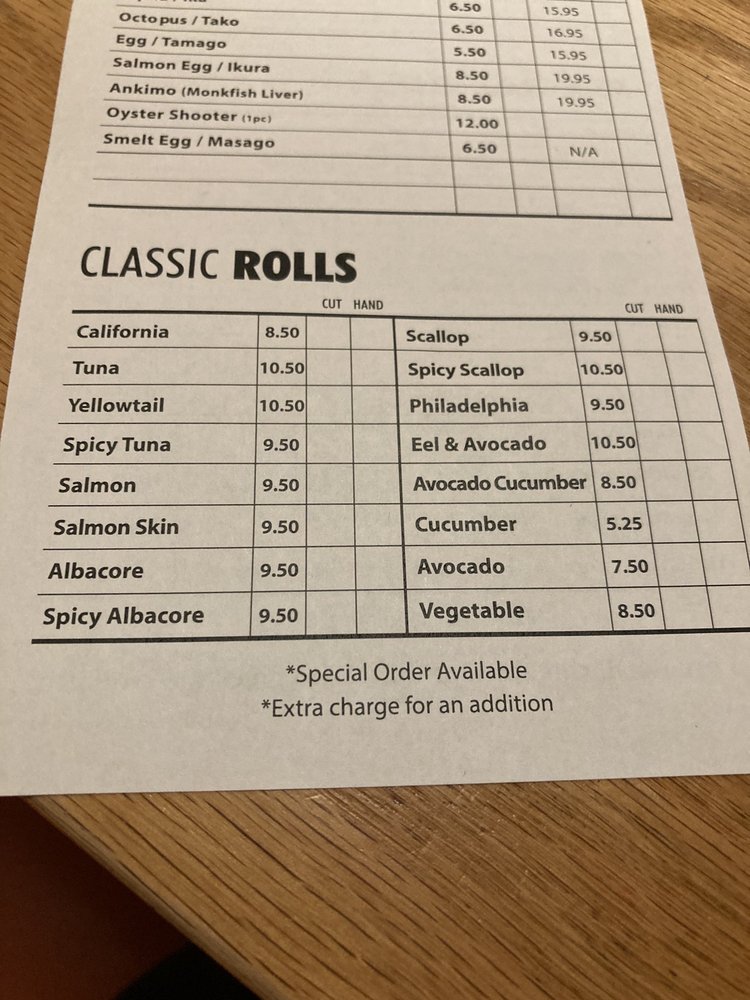 6.50 15.95
Octopus / Tako 6.50 16.95
Egg / Tamago 5.50 15.95
Salmon Egg / Ikura 8.50 19.95
Ankimo (Monkfish Liver) 8.50 19.95
Oyster Shooter (1pc) 12.00
Smelt Egg / Masago 6.50 N/A
CLASSIC ROLLS
CUT HAND CUT HAND
California 8.50 Scallop 9.50
Tuna 10.50 Spicy Scallop 10.50
Yellowtail 10.50 Philadelphia 9.50
Spicy Tuna 9.50 Eel & Avocado 10.50
Salmon 9.50 Avocado Cucumber 8.50
Salmon Skin 9.50 Cucumber 5.25
Albacore 9.50 Avocado 7.50
Spicy Albacore 9.50 Vegetable 8.50
*Special Order Available
*Extra charge for an addition